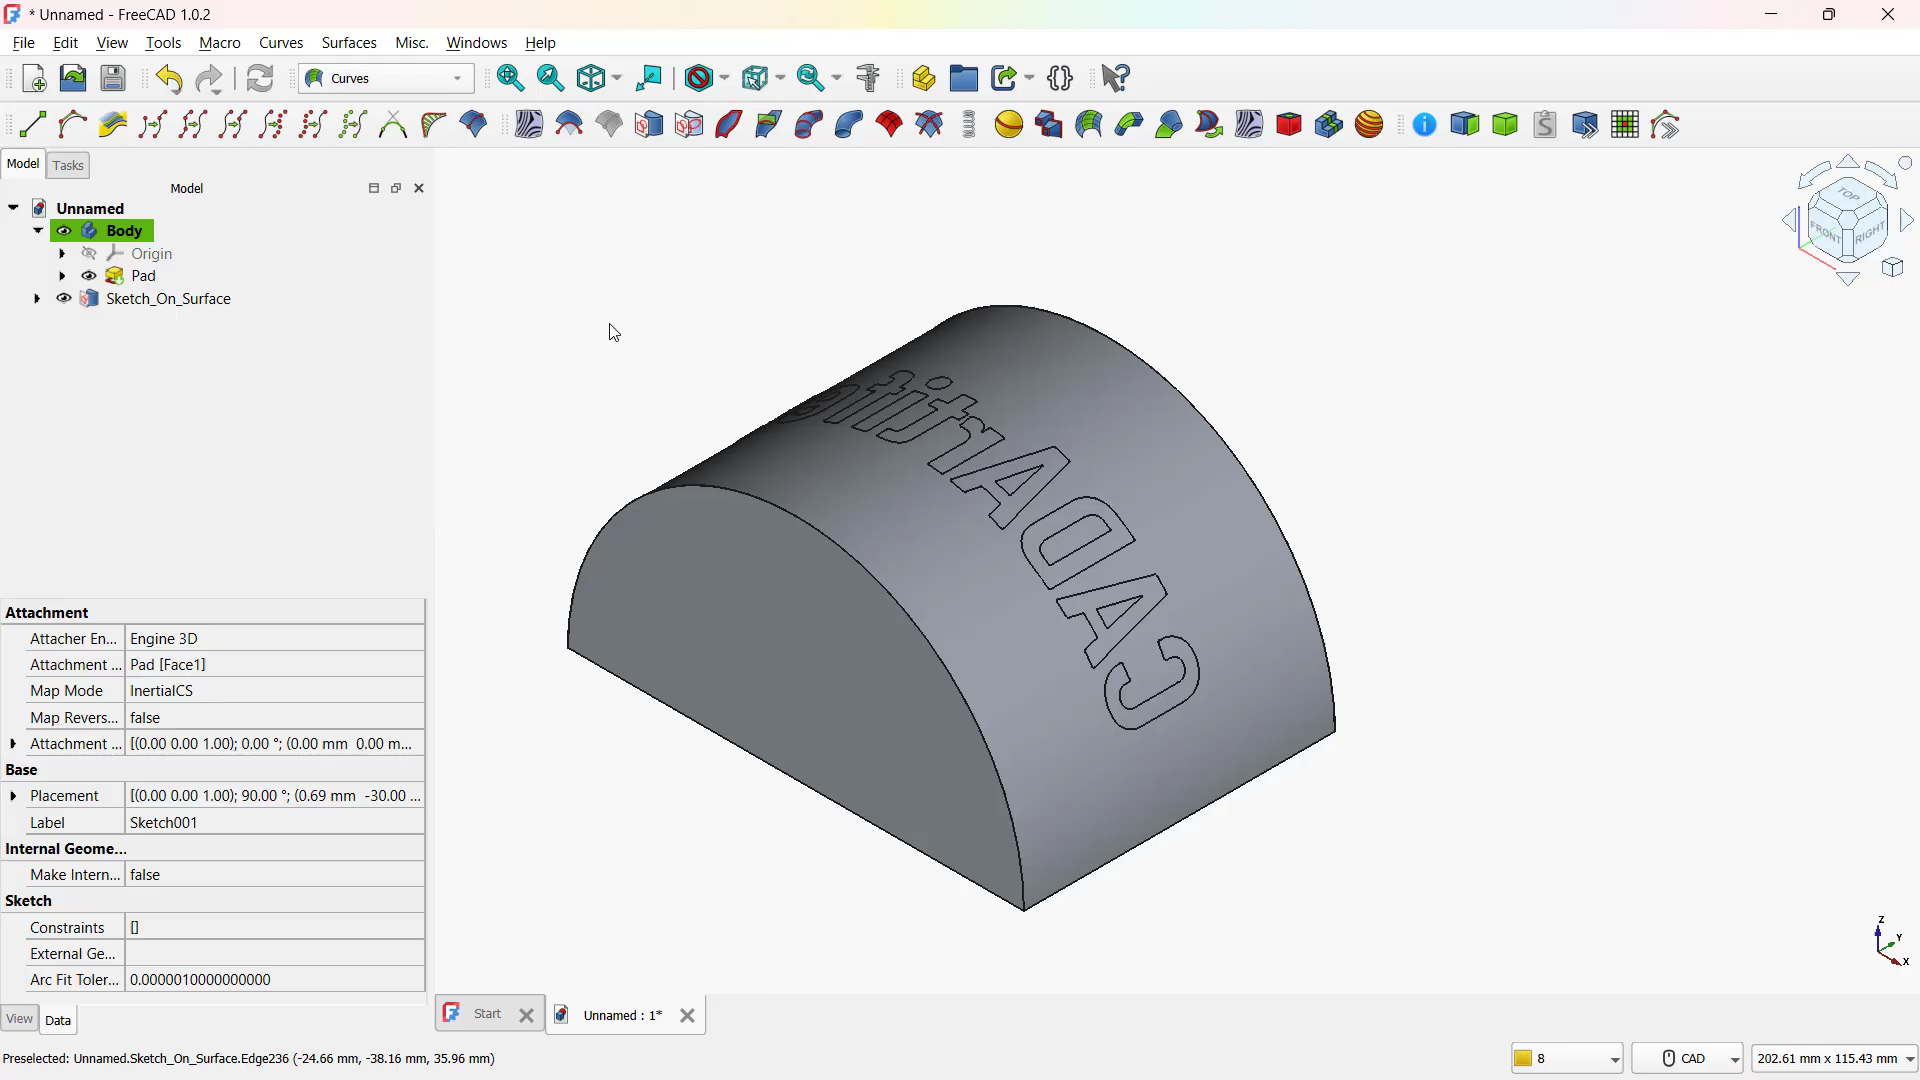 * Unnamed - FreeCAD 1.0.2
File Edit View Tools Macro Curves Surfaces Misc. Windows Help
Curves
Model Tasks
Model
Unnamed
Body
Origin
Pad
Sketch_On_Surface
TOP
FRONT
RIGHT
CADArtifex
Attachment
Attacher En... Engine 3D
Attachment ... Pad [Face1]
Map Mode InertialCS
Map Revers... false
Attachment ... [(0.00 0.00 1.00); 0.00 °; (0.00 mm 0.00 m...
Base
Placement [(0.00 0.00 1.00); 90.00 °; (0.69 mm -30.00 ...
Label Sketch001
Internal Geome...
Make Intern... false
Sketch
Constraints []
External Ge...
Arc Fit Toler... 0.0000010000000000
View Data
Start
Unnamed : 1*
Z
Y
X
Preselected: Unnamed.Sketch_On_Surface.Edge236 (-24.66 mm, -38.16 mm, 35.96 mm)
8
CAD
202.61 mm x 115.43 mm